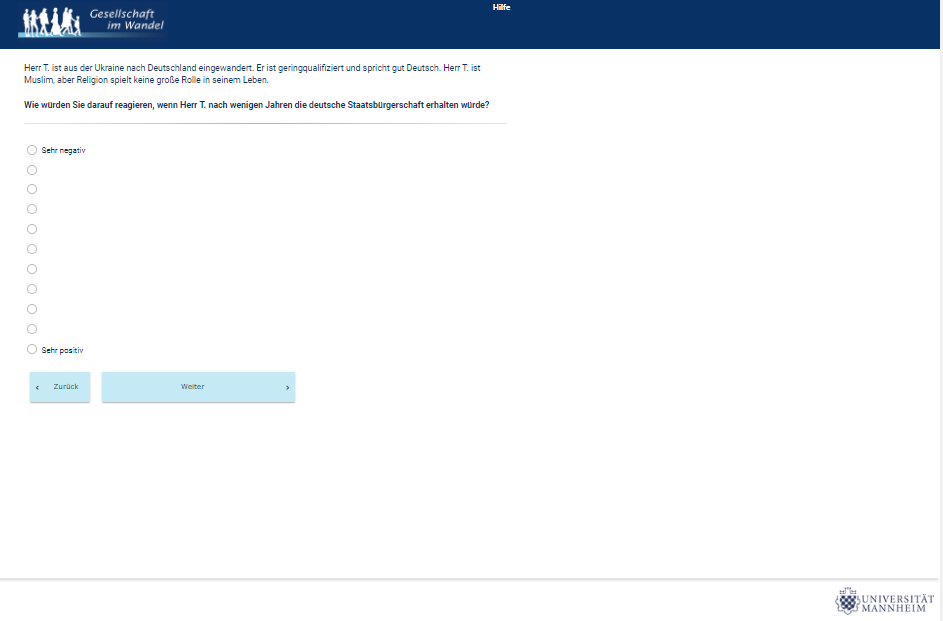 Gesellschaft
im Wandel
Hilfe
Herr T. ist aus der Ukraine nach Deutschland eingewandert. Er ist geringqualifiziert und spricht gut Deutsch. Herr T. ist
Muslim, aber Religion spielt keine große Rolle in seinem Leben.
Wie würden Sie darauf reagieren, wenn Herr T. nach wenigen Jahren die deutsche Staatsbürgerschaft erhalten würde?
Sehr negativ
Sehr positiv
‹ Zurück
Weiter ›
UNIVERSITÄT
MANNHEIM